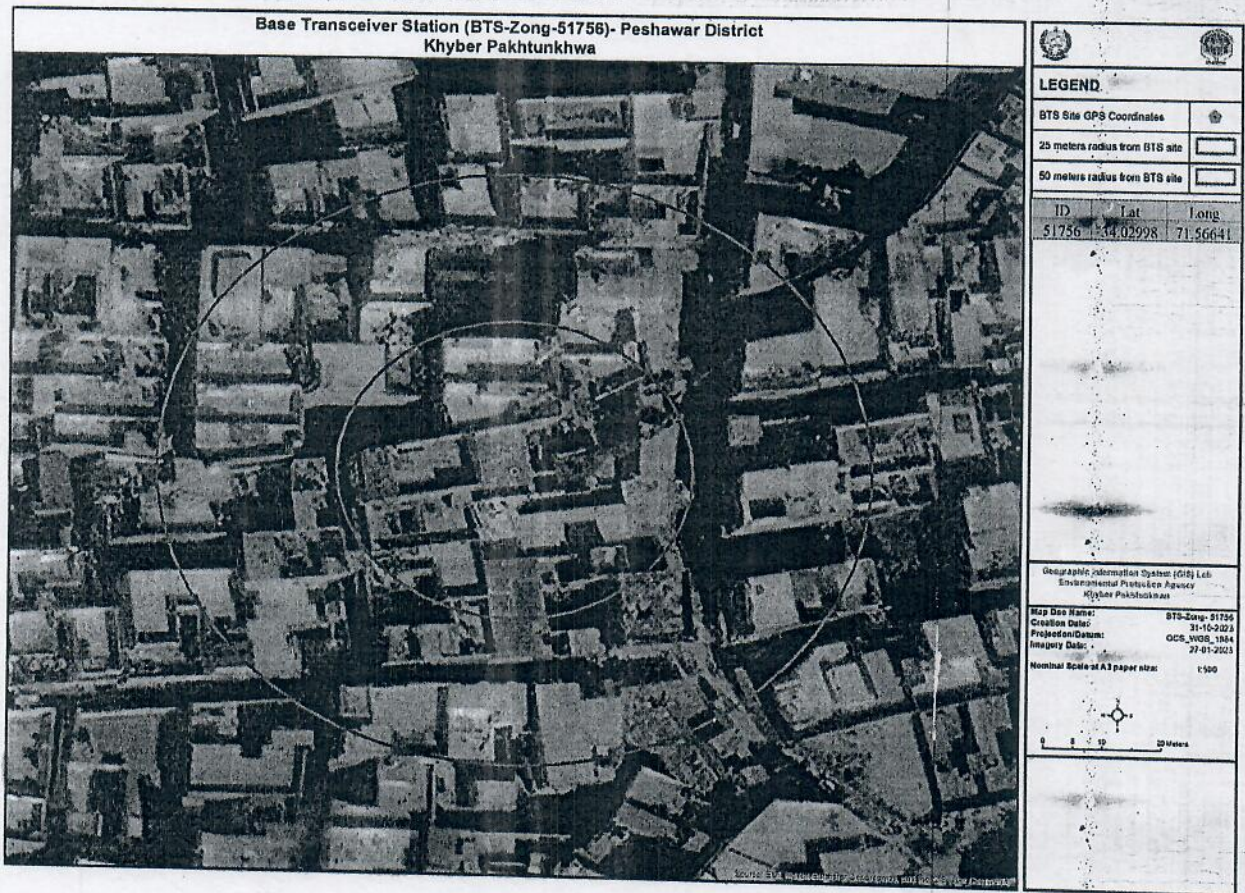 Base Transceiver Station (BTS-Zong-51756)- Peshawar District
Khyber Pakhtunkhwa
LEGEND
BTS Site GPS Coordinates
25 meters radius from BTS site
50 meters radius from BTS site
ID Lat Long
51756 34.02998 71.56641
Geographic Information System (GIS) Lab
Environmental Protection Agency
Khyber Pakhtunkhwa
Map Doc Name: BTS-Zong- 51756
Creation Date: 31-10-2023
Projection/Datum: GCS_WGS_1984
Imagery Date: 27-01-2023
Nominal Scale at A3 paper size: 1:500
0 5 10 20 Meters